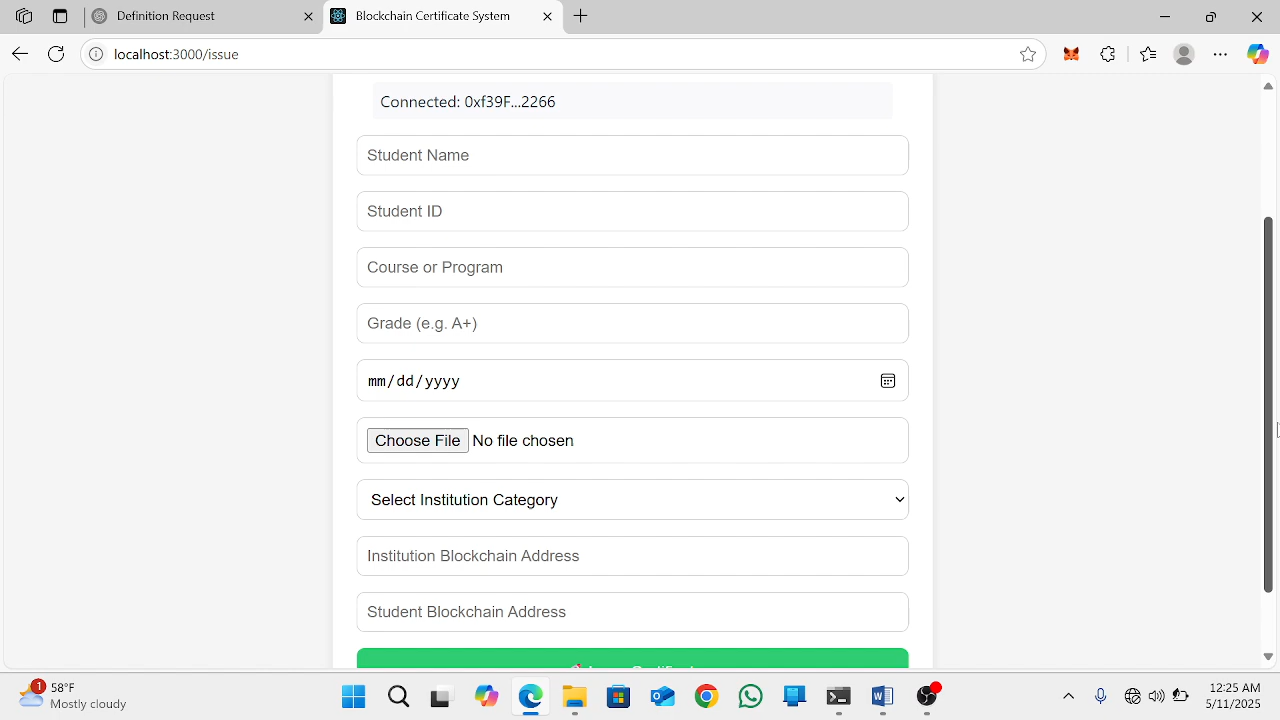 Definition Request
Blockchain Certificate System
localhost:3000/issue
Connected: 0xf39F...2266
Student Name
Student ID
Course or Program
Grade (e.g. A+)
mm/dd/yyyy
Choose File No file chosen
Select Institution Category
Institution Blockchain Address
Student Blockchain Address
1
58°F
Mostly cloudy
12:25 AM
5/11/2025